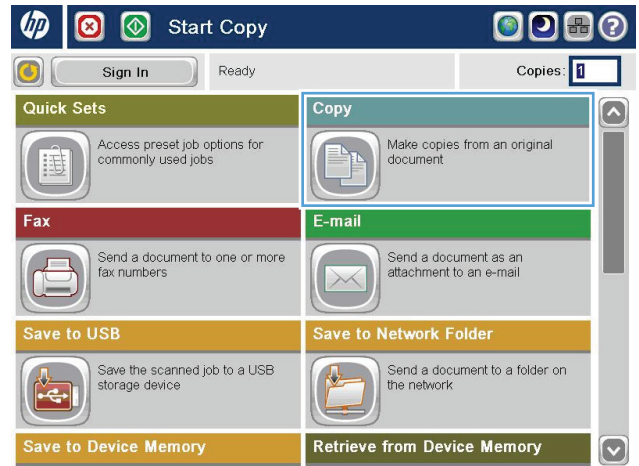 hp
Start Copy
?
Sign In
Ready
Copies: 1
Quick Sets
Access preset job options for
commonly used jobs
Copy
Make copies from an original
document
Fax
Send a document to one or more
fax numbers
E-mail
Send a document as an
attachment to an e-mail
Save to USB
Save the scanned job to a USB
storage device
Save to Network Folder
Send a document to a folder on
the network
Save to Device Memory
Retrieve from Device Memory